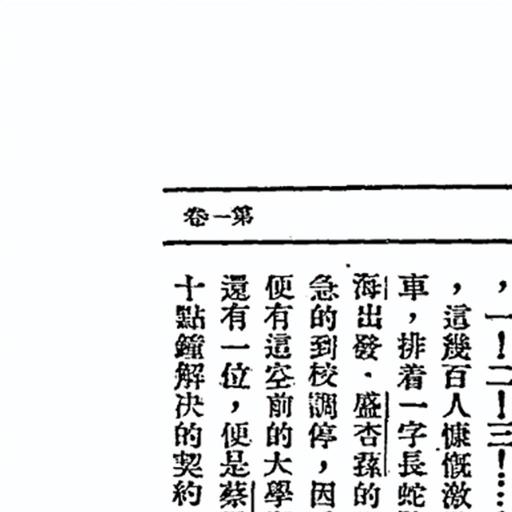 第一卷
，一！二！三！⋯
，這幾百人慷慨激
車，排着一字長蛇
海出發．盛杏蓀的
急的到校調停，因
便有這空前的大學
還有一位，便是蔡
十點鐘解决的契約